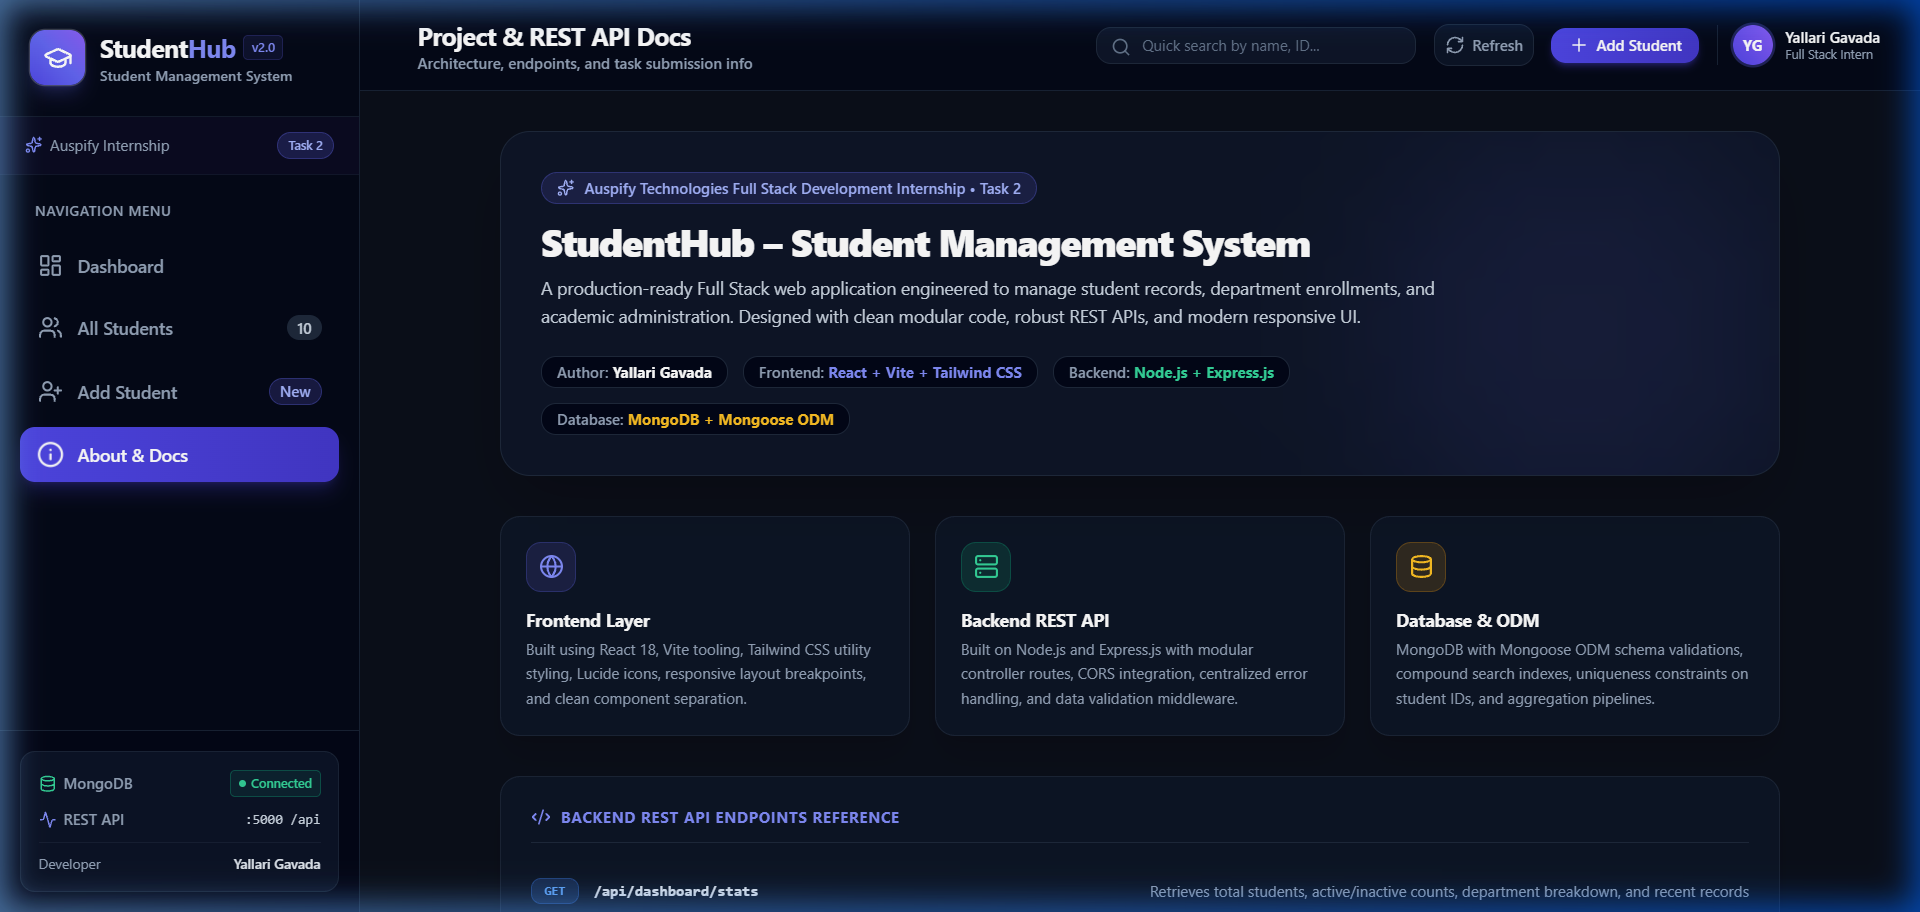 StudentHub v2.0
Student Management System
Auspify Internship Task 2
NAVIGATION MENU
Dashboard
All Students 10
Add Student New
About & Docs
MongoDB Connected
REST API :5000 /api
Developer Yallari Gavada
Project & REST API Docs
Architecture, endpoints, and task submission info
Quick search by name, ID...
Refresh
Add Student
YG
Yallari Gavada
Full Stack Intern
Auspify Technologies Full Stack Development Internship • Task 2
StudentHub – Student Management System
A production-ready Full Stack web application engineered to manage student records, department enrollments, and
academic administration. Designed with clean modular code, robust REST APIs, and modern responsive UI.
Author: Yallari Gavada
Frontend: React + Vite + Tailwind CSS
Backend: Node.js + Express.js
Database: MongoDB + Mongoose ODM
Frontend Layer
Built using React 18, Vite tooling, Tailwind CSS utility
styling, Lucide icons, responsive layout breakpoints,
and clean component separation.
Backend REST API
Built on Node.js and Express.js with modular
controller routes, CORS integration, centralized error
handling, and data validation middleware.
Database & ODM
MongoDB with Mongoose ODM schema validations,
compound search indexes, uniqueness constraints on
student IDs, and aggregation pipelines.
BACKEND REST API ENDPOINTS REFERENCE
GET /api/dashboard/stats Retrieves total students, active/inactive counts, department breakdown, and recent records